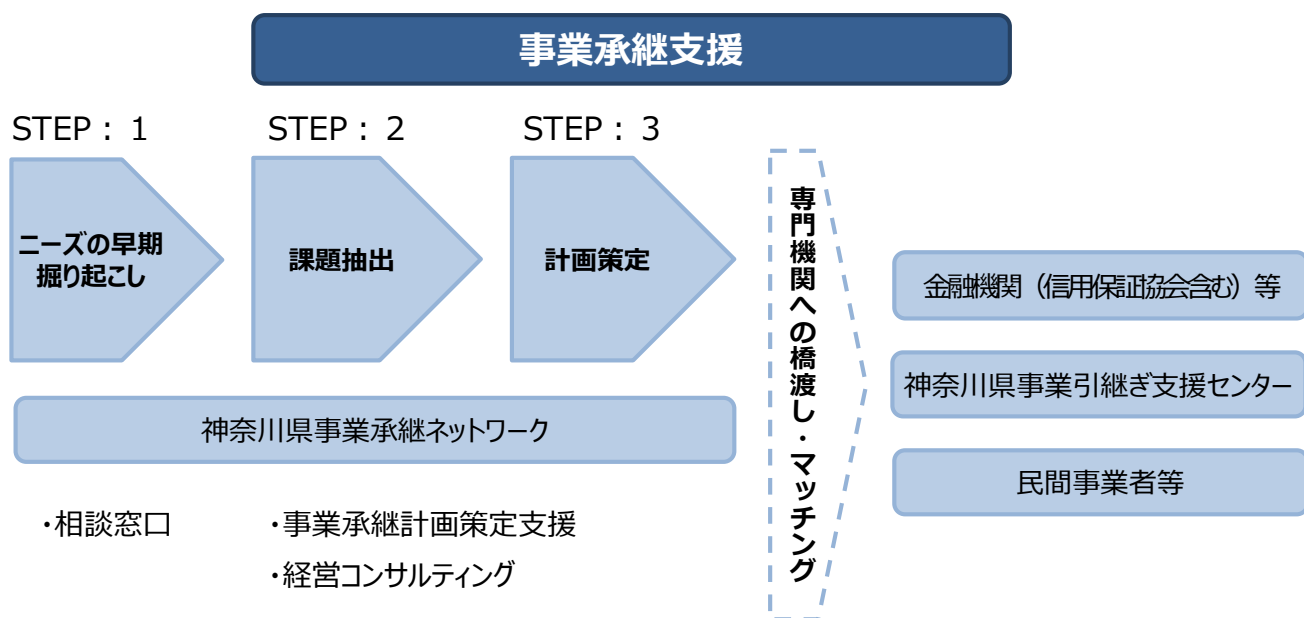 事業承継支援
STEP： 1
STEP： 2
STEP： 3
ニーズの早期
掘り起こし
課題抽出
計画策定
専門機関への橋渡し・マッチング
金融機関（信用保証協会含む）等
神奈川県事業引継ぎ支援センター
民間事業者等
神奈川県事業承継ネットワーク
・相談窓口
・事業承継計画策定支援
・経営コンサルティング